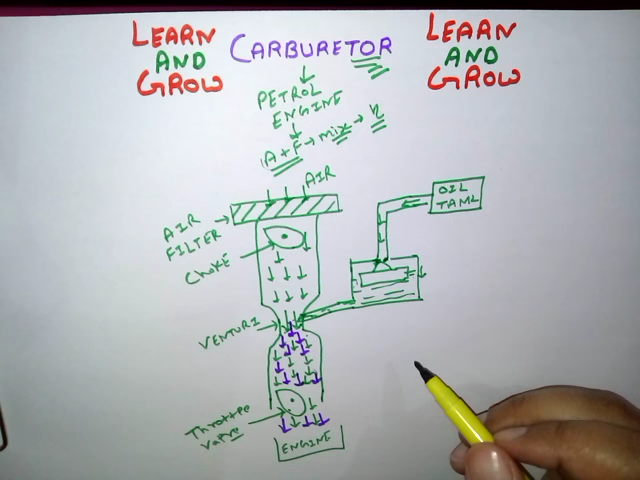 LEARN
AND
GROW
CARBURETOR
LEARN
AND
GROW
PETROL
ENGINE
A + F → mix → η
AIR
AIR
FILTER
CHOKE
OIL
TANK
VENTURI
Throttle
valve
ENGINE